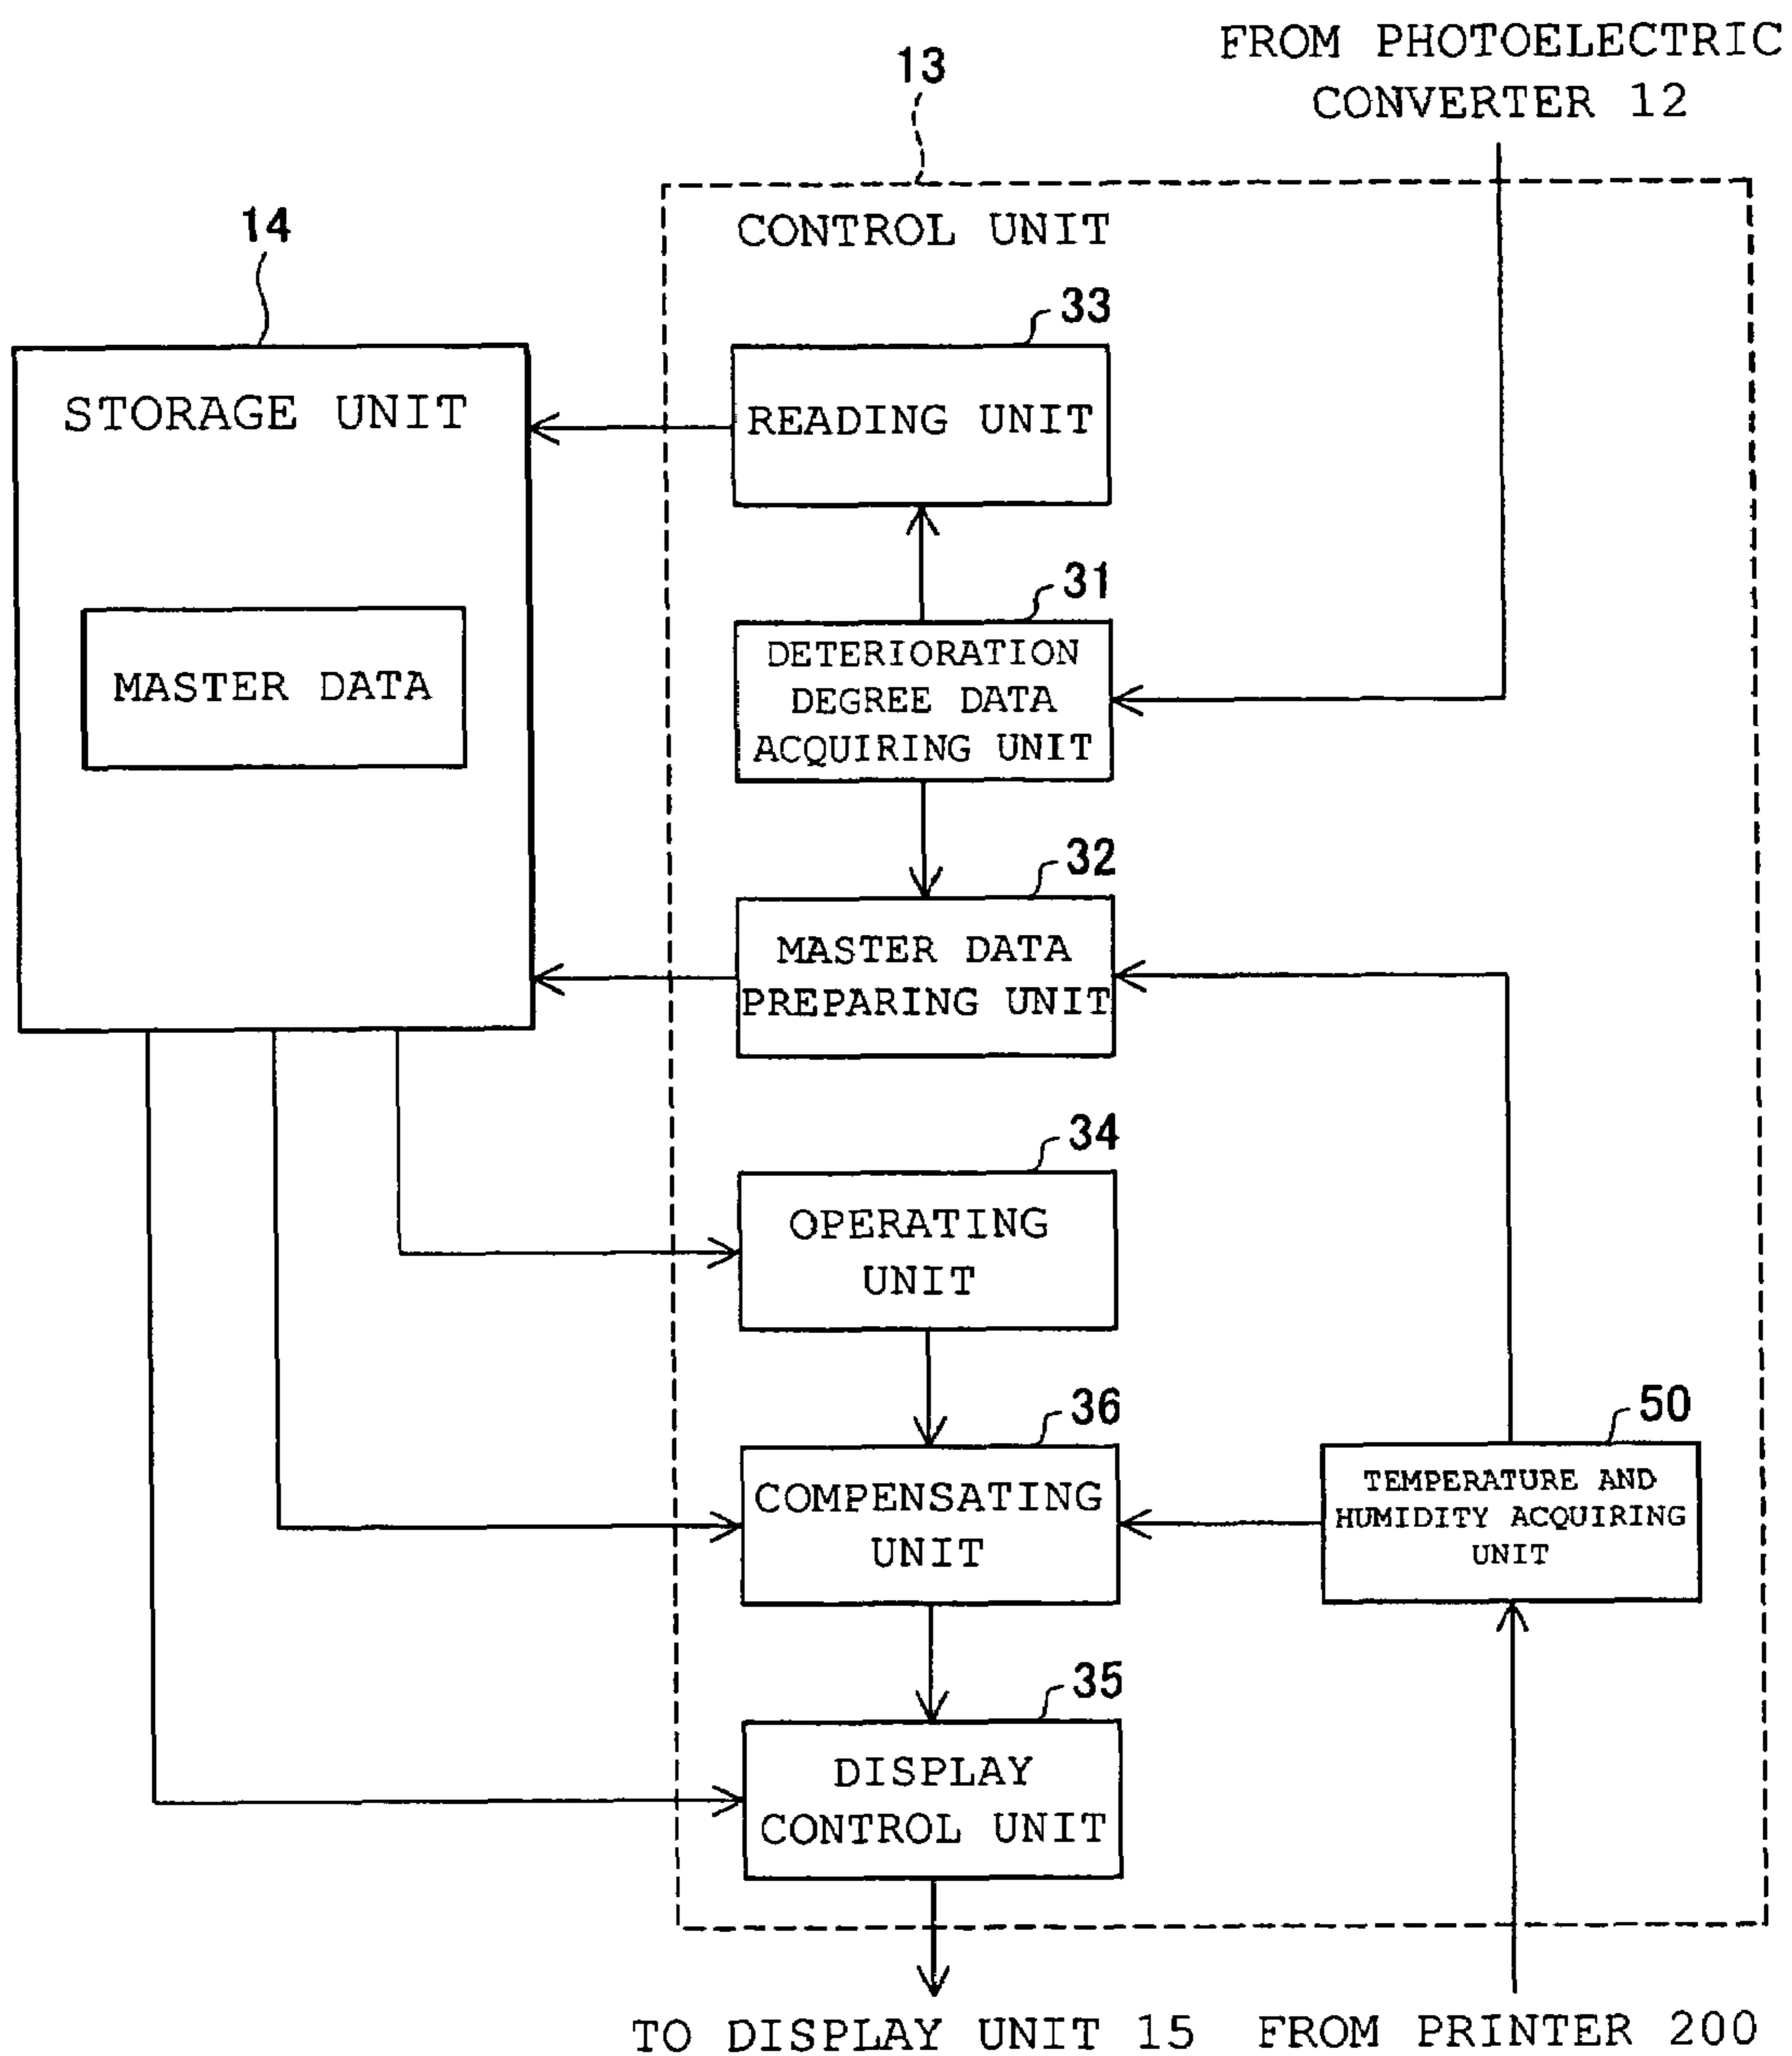 FROM PHOTOELECTRIC
CONVERTER 12
13
CONTROL UNIT
14
STORAGE UNIT
MASTER DATA
33
READING UNIT
31
DETERIORATION
DEGREE DATA
ACQUIRING UNIT
32
MASTER DATA
PREPARING UNIT
34
OPERATING
UNIT
36
COMPENSATING
UNIT
50
TEMPERATURE AND
HUMIDITY ACQUIRING
UNIT
35
DISPLAY
CONTROL UNIT
TO DISPLAY UNIT 15
FROM PRINTER 200